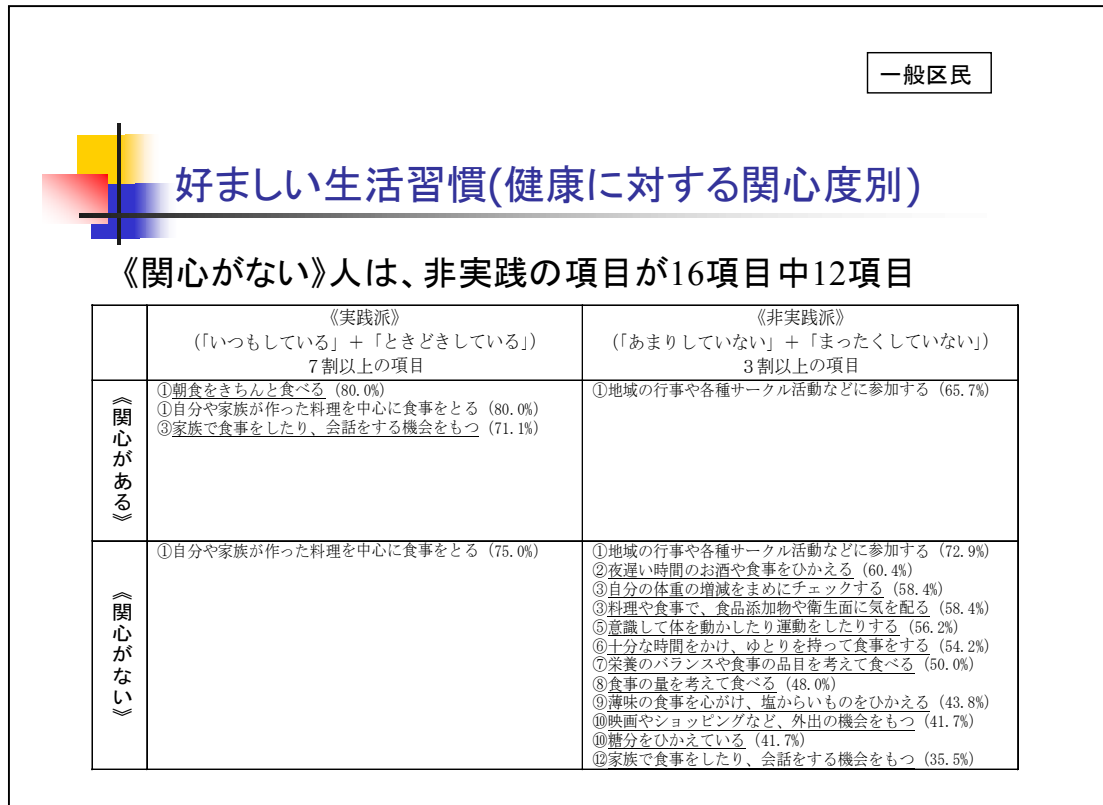 一般区民
好ましい生活習慣(健康に対する関心度別)
《関心がない》人は、非実践の項目が16項目中12項目
《実践派》
(「いつもしている」＋「ときどきしている」)
7割以上の項目
《非実践派》
(「あまりしていない」＋「まったくしていない」)
3割以上の項目
《関心がある》
①朝食をきちんと食べる (80.0%)
①自分や家族が作った料理を中心に食事をとる (80.0%)
③家族で食事をしたり、会話をする機会をもつ (71.1%)
①地域の行事や各種サークル活動などに参加する (65.7%)
《関心がない》
①自分や家族が作った料理を中心に食事をとる (75.0%)
①地域の行事や各種サークル活動などに参加する (72.9%)
②夜遅い時間のお酒や食事をひかえる (60.4%)
③自分の体重の増減をまめにチェックする (58.4%)
③料理や食事で、食品添加物や衛生面に気を配る (58.4%)
⑤意識して体を動かしたり運動をしたりする (56.2%)
⑥十分な時間をかけ、ゆとりを持って食事をする (54.2%)
⑦栄養のバランスや食事の品目を考えて食べる (50.0%)
⑧食事の量を考えて食べる (48.0%)
⑨薄味の食事を心がけ、塩からいものをひかえる (43.8%)
⑩映画やショッピングなど、外出の機会をもつ (41.7%)
⑩糖分をひかえている (41.7%)
⑫家族で食事をしたり、会話をする機会をもつ (35.5%)